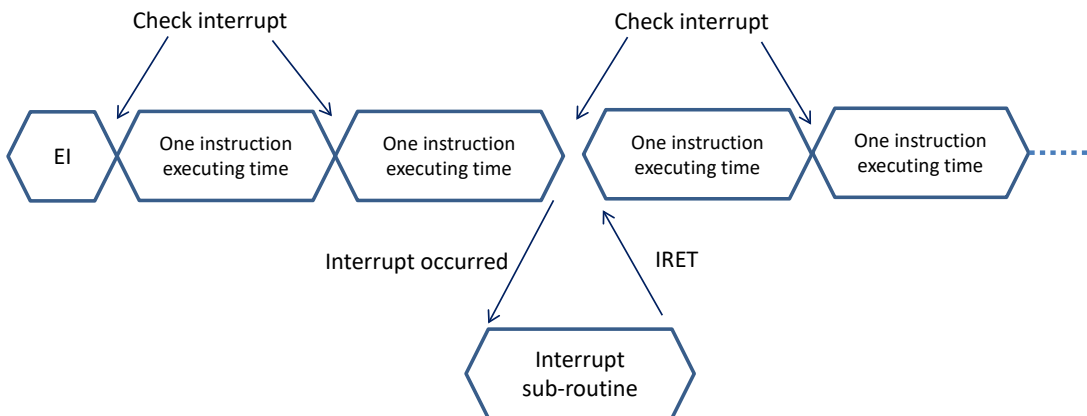 Check interrupt
Check interrupt
EI
One instruction
executing time
One instruction
executing time
One instruction
executing time
One instruction
executing time
Interrupt occurred
IRET
Interrupt
sub-routine